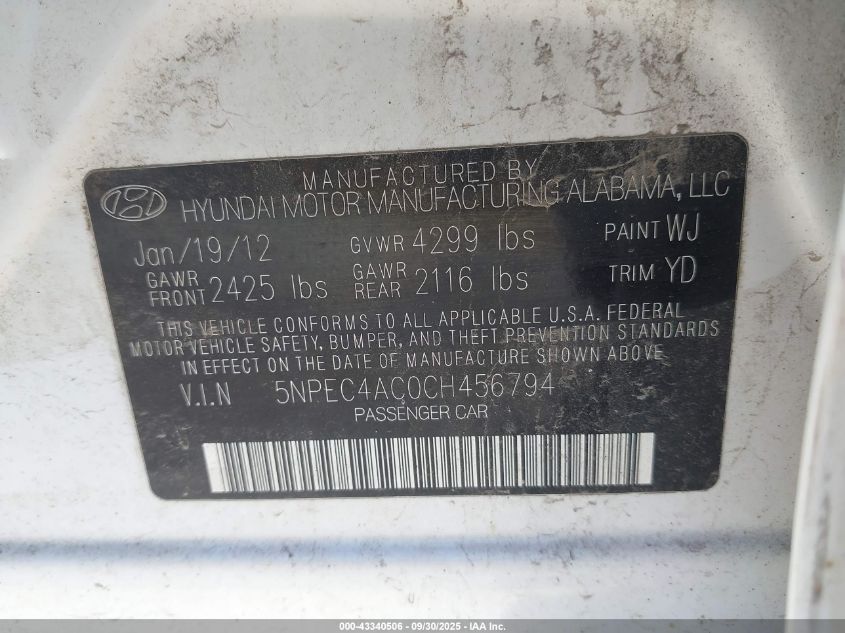 MANUFACTURED BY
HYUNDAI MOTOR MANUFACTURING ALABAMA, LLC
Jan/19/12 GVWR 4299 lbs PAINT WJ
GAWR FRONT 2425 lbs GAWR REAR 2116 lbs TRIM YD
THIS VEHICLE CONFORMS TO ALL APPLICABLE U.S.A. FEDERAL
MOTOR VEHICLE SAFETY, BUMPER, AND THEFT PREVENTION STANDARDS
IN EFFECT ON THE DATE OF MANUFACTURE SHOWN ABOVE
V.I.N 5NPEC4AC0CH456794
PASSENGER CAR
000-43340506 - 09/30/2025 - IAA Inc.